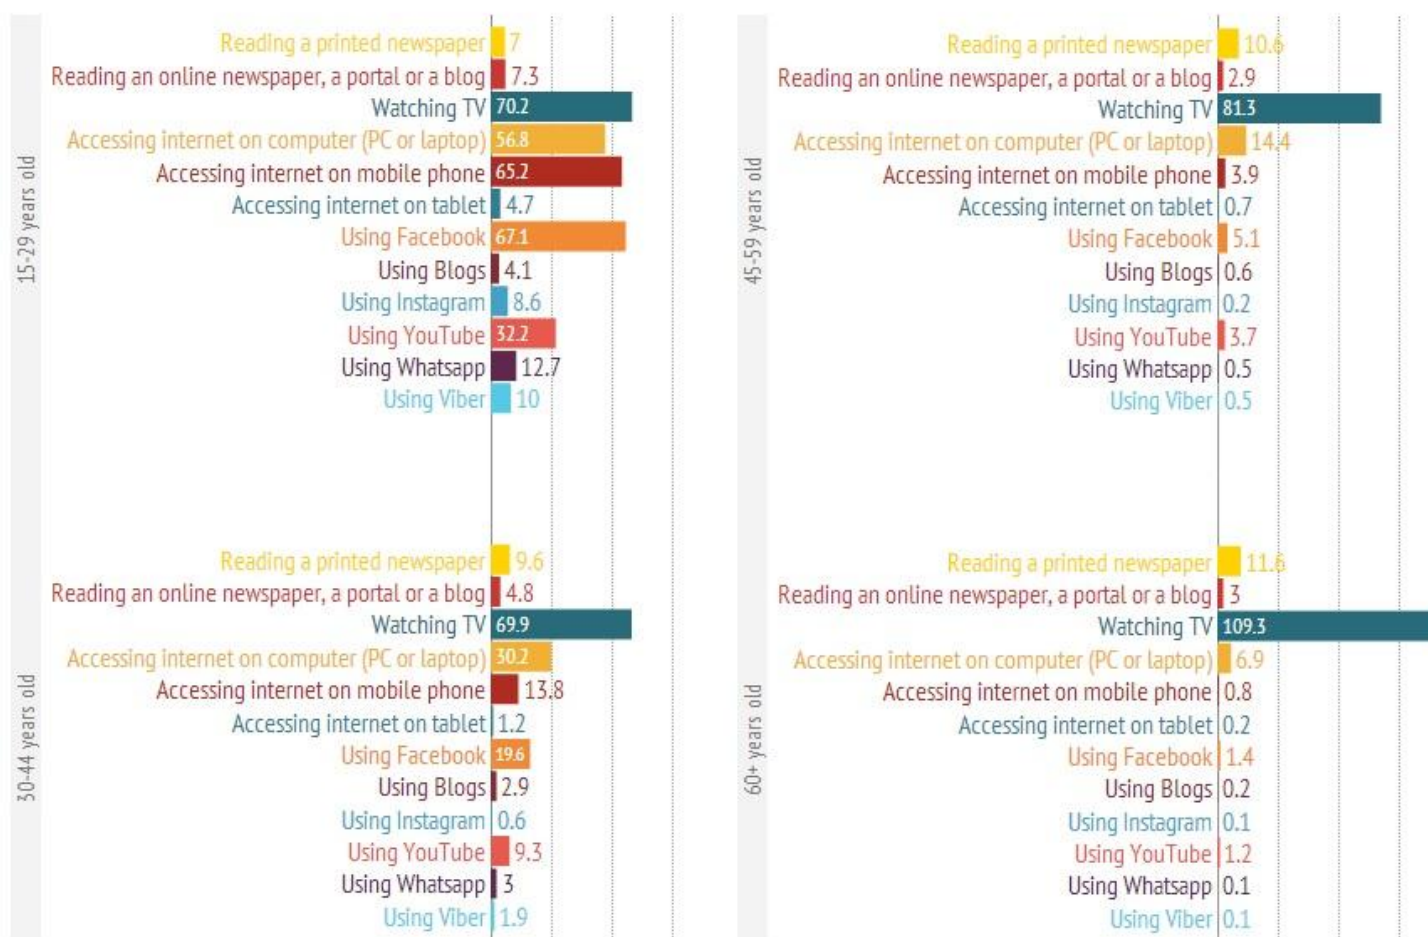 15-29 years old
Reading a printed newspaper 7
Reading an online newspaper, a portal or a blog 7.3
Watching TV 70.2
Accessing internet on computer (PC or laptop) 56.8
Accessing internet on mobile phone 65.2
Accessing internet on tablet 4.7
Using Facebook 67.1
Using Blogs 4.1
Using Instagram 8.6
Using YouTube 32.2
Using Whatsapp 12.7
Using Viber 10
45-59 years old
Reading a printed newspaper 10.6
Reading an online newspaper, a portal or a blog 2.9
Watching TV 81.3
Accessing internet on computer (PC or laptop) 14.4
Accessing internet on mobile phone 3.9
Accessing internet on tablet 0.7
Using Facebook 5.1
Using Blogs 0.6
Using Instagram 0.2
Using YouTube 3.7
Using Whatsapp 0.5
Using Viber 0.5
30-44 years old
Reading a printed newspaper 9.6
Reading an online newspaper, a portal or a blog 4.8
Watching TV 69.9
Accessing internet on computer (PC or laptop) 30.2
Accessing internet on mobile phone 13.8
Accessing internet on tablet 1.2
Using Facebook 19.6
Using Blogs 2.9
Using Instagram 0.6
Using YouTube 9.3
Using Whatsapp 3
Using Viber 1.9
60+ years old
Reading a printed newspaper 11.6
Reading an online newspaper, a portal or a blog 3
Watching TV 109.3
Accessing internet on computer (PC or laptop) 6.9
Accessing internet on mobile phone 0.8
Accessing internet on tablet 0.2
Using Facebook 1.4
Using Blogs 0.2
Using Instagram 0.1
Using YouTube 1.2
Using Whatsapp 0.1
Using Viber 0.1